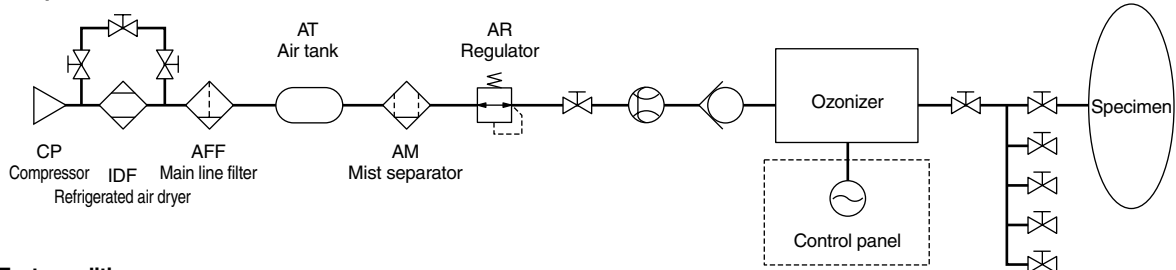 AT
Air tank
AR
Regulator
Ozonizer
Specimen
CP
Compressor
IDF
Refrigerated air dryer
AFF
Main line filter
AM
Mist separator
Control panel